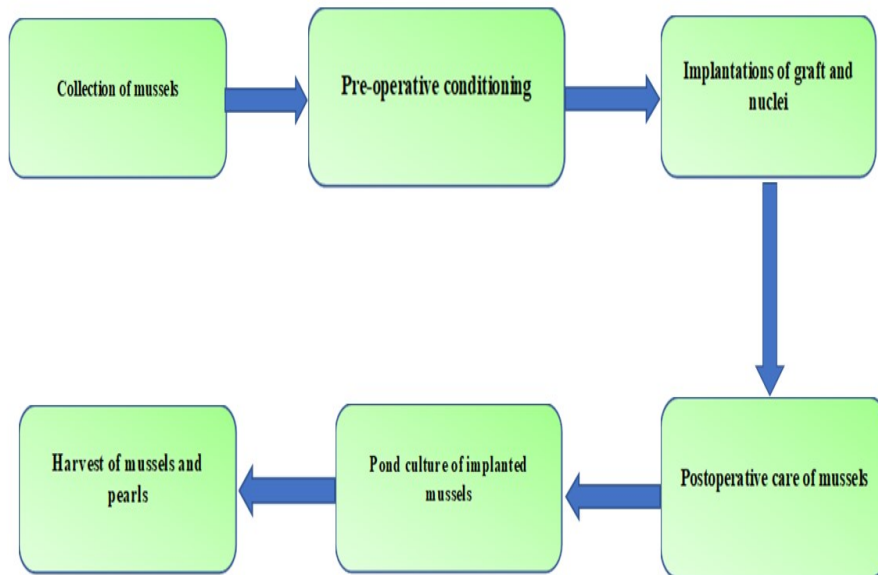 Collection of mussels
Pre-operative conditioning
Implantations of graft and
nuclei
Postoperative care of mussels
Pond culture of implanted
mussels
Harvest of mussels and
pearls